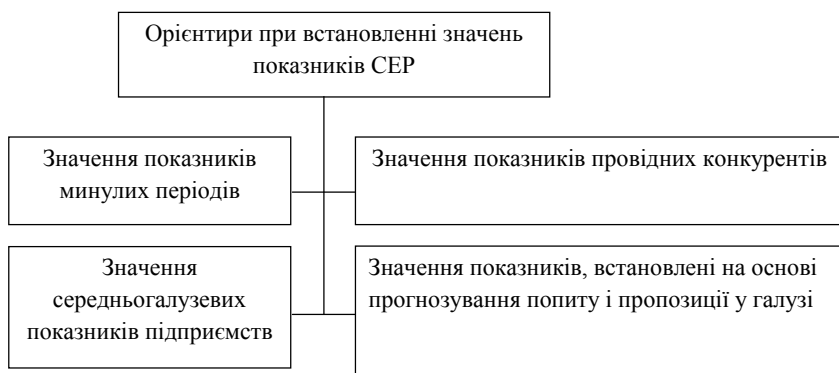 Орієнтири при встановленні значень
показників СЕР
Значення показників
минулих періодів
Значення показників провідних конкурентів
Значення
середньогалузевих
показників підприємств
Значення показників, встановлені на основі
прогнозування попиту і пропозиції у галузі